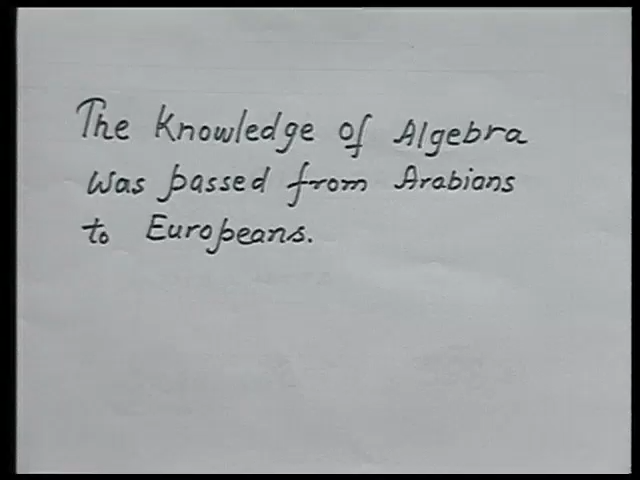 The Knowledge of Algebra
was passed from Arabians
to Europeans.